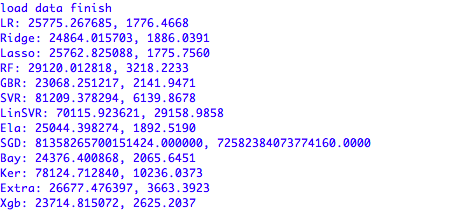 load data finish
LR: 25775.267685, 1776.4668
Ridge: 24864.015703, 1886.0391
Lasso: 25762.825088, 1775.7560
RF: 29120.012818, 3218.2233
GBR: 23068.251217, 2141.9471
SVR: 81209.378294, 6139.8678
LinSVR: 70115.923621, 29158.9858
Ela: 25044.398274, 1892.5190
SGD: 81358265700151424.000000, 72582384073774160.0000
Bay: 24376.400868, 2065.6451
Ker: 78124.712840, 10236.0373
Extra: 26677.476397, 3663.3923
Xgb: 23714.815072, 2625.2037